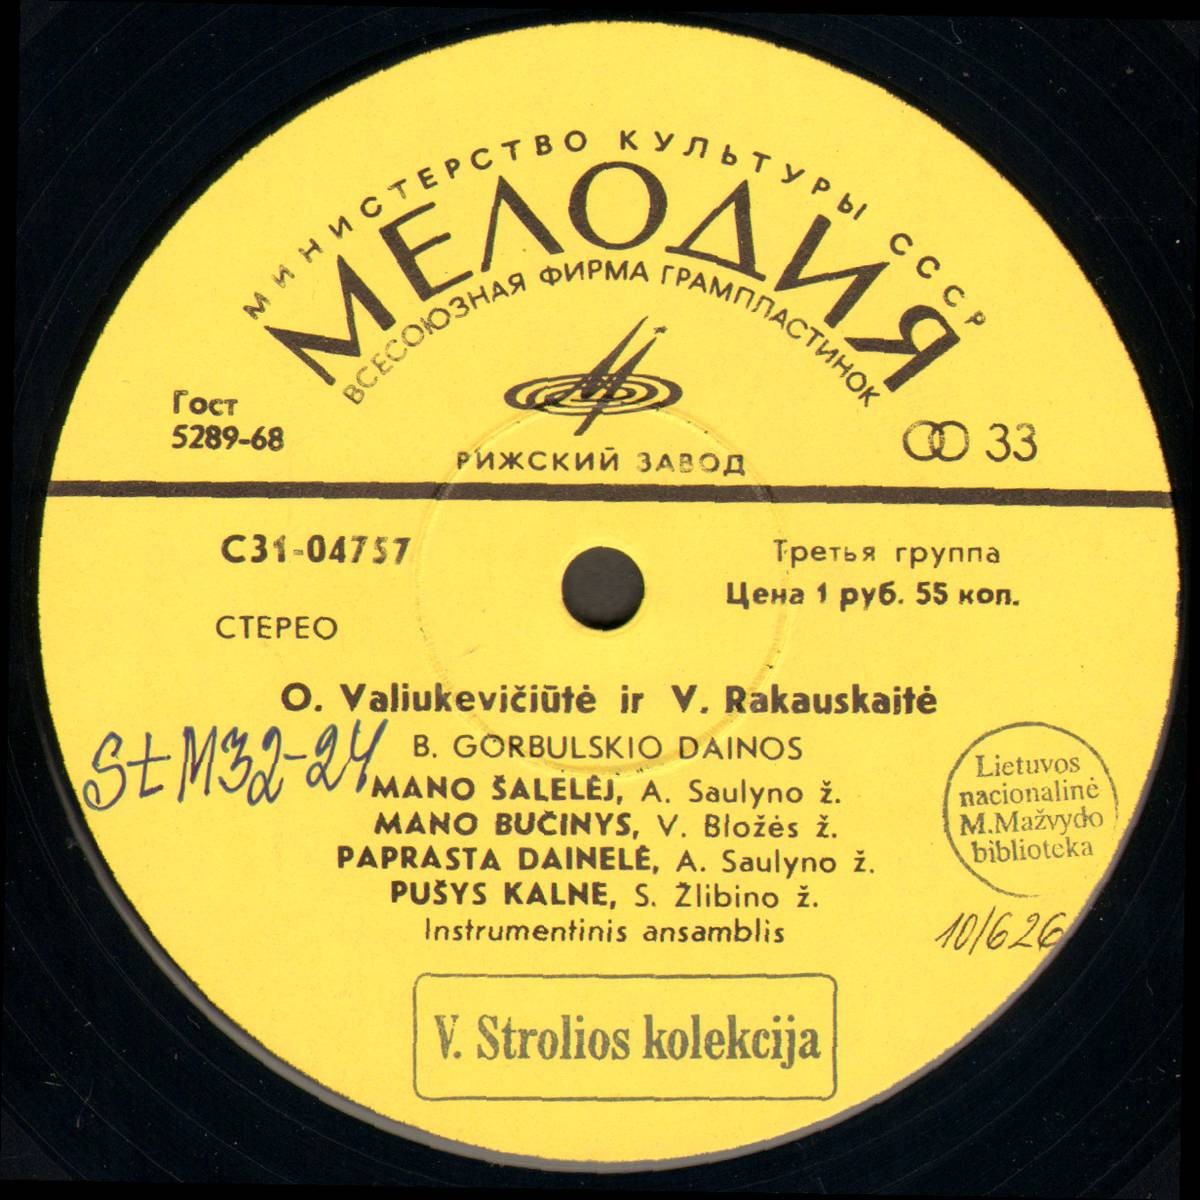 МИНИСТЕРСТВО КУЛЬТУРЫ СССР
МЕЛОДИЯ
ВСЕСОЮЗНАЯ ФИРМА ГРАМПЛАСТИНОК
Гост
5289-68
33
РИЖСКИЙ ЗАВОД
С31-04757
Третья группа
Цена 1 руб. 55 коп.
СТЕРЕО
O. Valiukevičiūtė ir V. Rakauskaitė
B. GORBULSKIO DAINOS
StM32-24
MANO ŠALELĖJ, A. Saulyno ž.
MANO BUČINYS, V. Bložės ž.
PAPRASTA DAINELĖ, A. Saulyno ž.
PUŠYS KALNE, S. Žlibino ž.
Instrumentinis ansamblis
Lietuvos
nacionalinė
M.Mažvydo
biblioteka
10/626
V. Strolios kolekcija